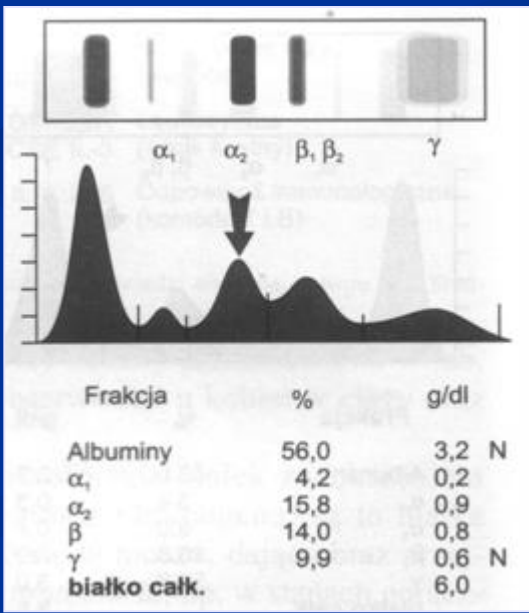 α₁ α₂ β₁ β₂ γ
Frakcja % g/dl
Albuminy 56,0 3,2 N
α₁ 4,2 0,2
α₂ 15,8 0,9
β 14,0 0,8
γ 9,9 0,6 N
białko całk. 6,0